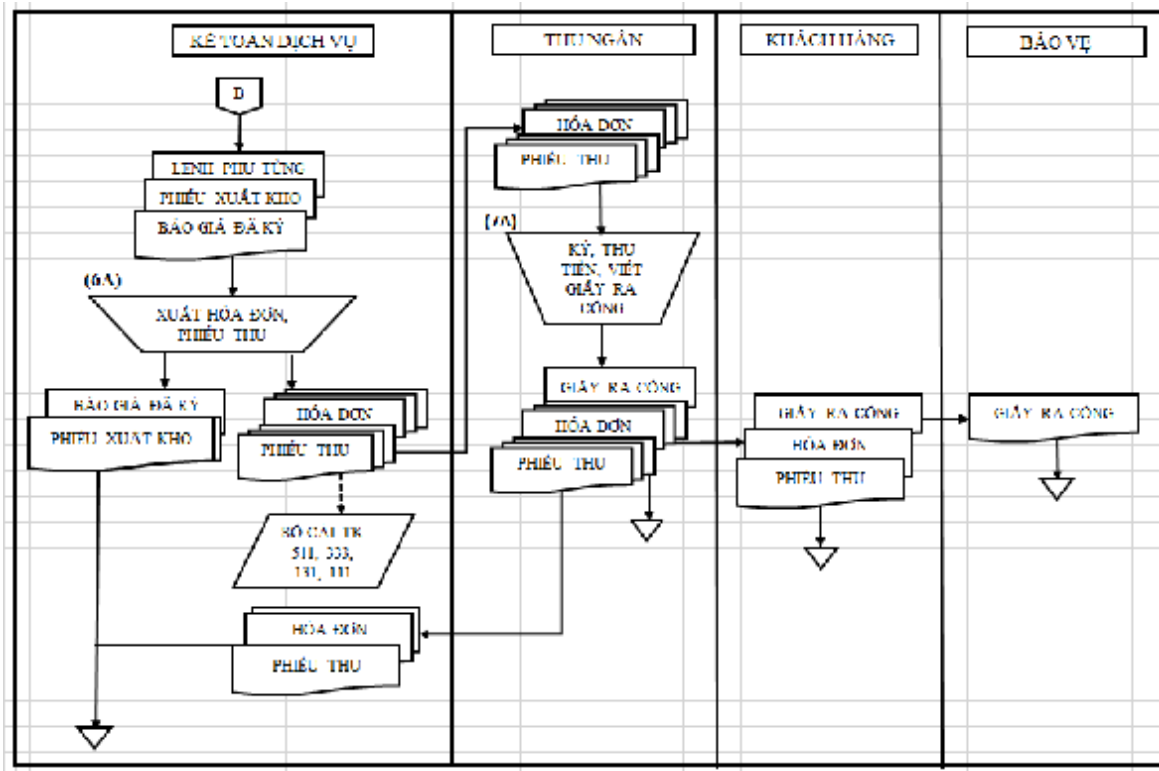 KẾ TOÁN DỊCH VỤ
THU NGÂN
KHÁCH HÀNG
BẢO VỆ
D
LỆNH PHỤ TÙNG
PHIẾU XUẤT KHO
BÁO GIÁ ĐÃ KÝ
(6A)
XUẤT HÓA ĐƠN,
PHIẾU THU
BÁO GIÁ ĐÃ KÝ
PHIẾU XUẤT KHO
HÓA ĐƠN
PHIẾU THU
SỔ CÁI TK
511, 333,
131, 111
HÓA ĐƠN
PHIẾU THU
HÓA ĐƠN
PHIẾU THU
(7A)
KÝ, THU
TIỀN, VIẾT
GIẤY RA
CỔNG
GIẤY RA CỔNG
HÓA ĐƠN
PHIẾU THU
GIẤY RA CỔNG
HÓA ĐƠN
PHIẾU THU
GIẤY RA CỔNG